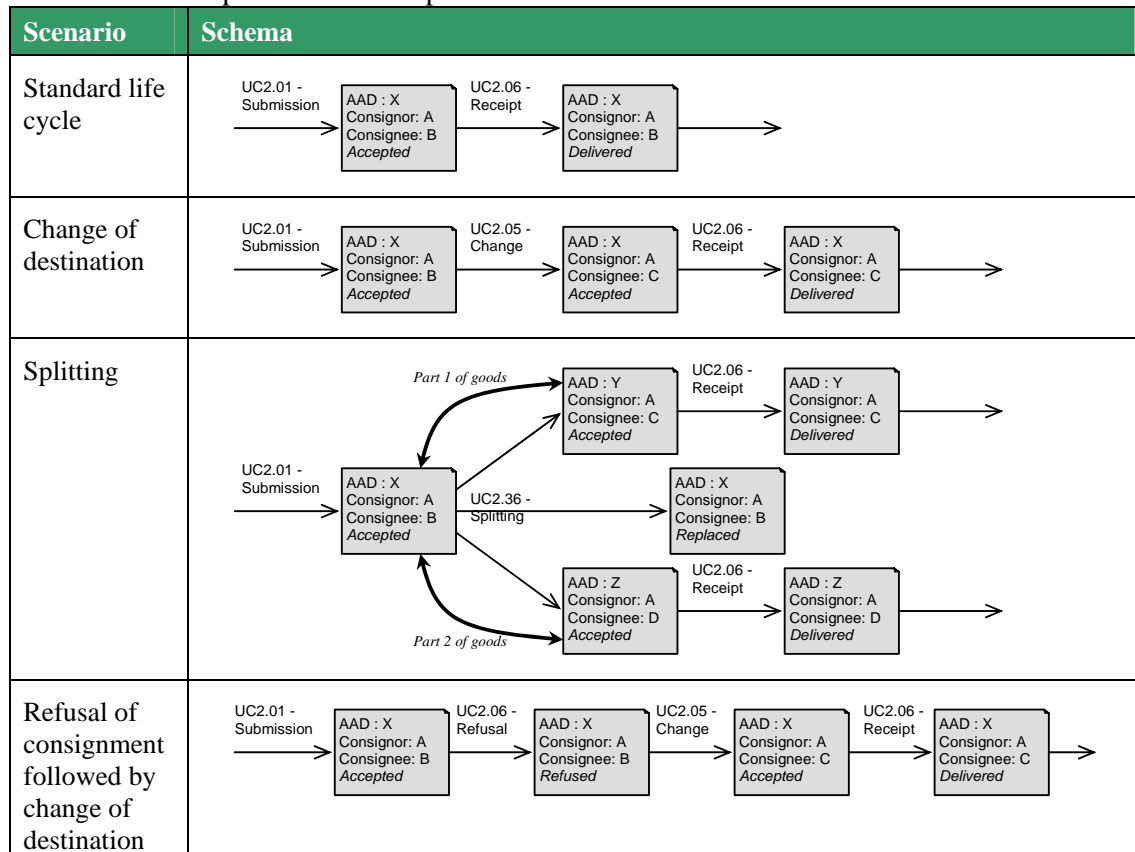 Scenario
Schema
Standard life
cycle
UC2.01 -
Submission
AAD : X
Consignor: A
Consignee: B
Accepted
UC2.06 -
Receipt
AAD : X
Consignor: A
Consignee: B
Delivered
Change of
destination
UC2.01 -
Submission
AAD : X
Consignor: A
Consignee: B
Accepted
UC2.05 -
Change
AAD : X
Consignor: A
Consignee: C
Accepted
UC2.06 -
Receipt
AAD : X
Consignor: A
Consignee: C
Delivered
Splitting
Part 1 of goods
AAD : Y
Consignor: A
Consignee: C
Accepted
UC2.06 -
Receipt
AAD : Y
Consignor: A
Consignee: C
Delivered
UC2.01 -
Submission
AAD : X
Consignor: A
Consignee: B
Accepted
UC2.36 -
Splitting
AAD : X
Consignor: A
Consignee: B
Replaced
Part 2 of goods
AAD : Z
Consignor: A
Consignee: D
Accepted
UC2.06 -
Receipt
AAD : Z
Consignor: A
Consignee: D
Delivered
Refusal of
consignment
followed by
change of
destination
UC2.01 -
Submission
AAD : X
Consignor: A
Consignee: B
Accepted
UC2.06 -
Refusal
AAD : X
Consignor: A
Consignee: B
Refused
UC2.05 -
Change
AAD : X
Consignor: A
Consignee: C
Accepted
UC2.06 -
Receipt
AAD : X
Consignor: A
Consignee: C
Delivered